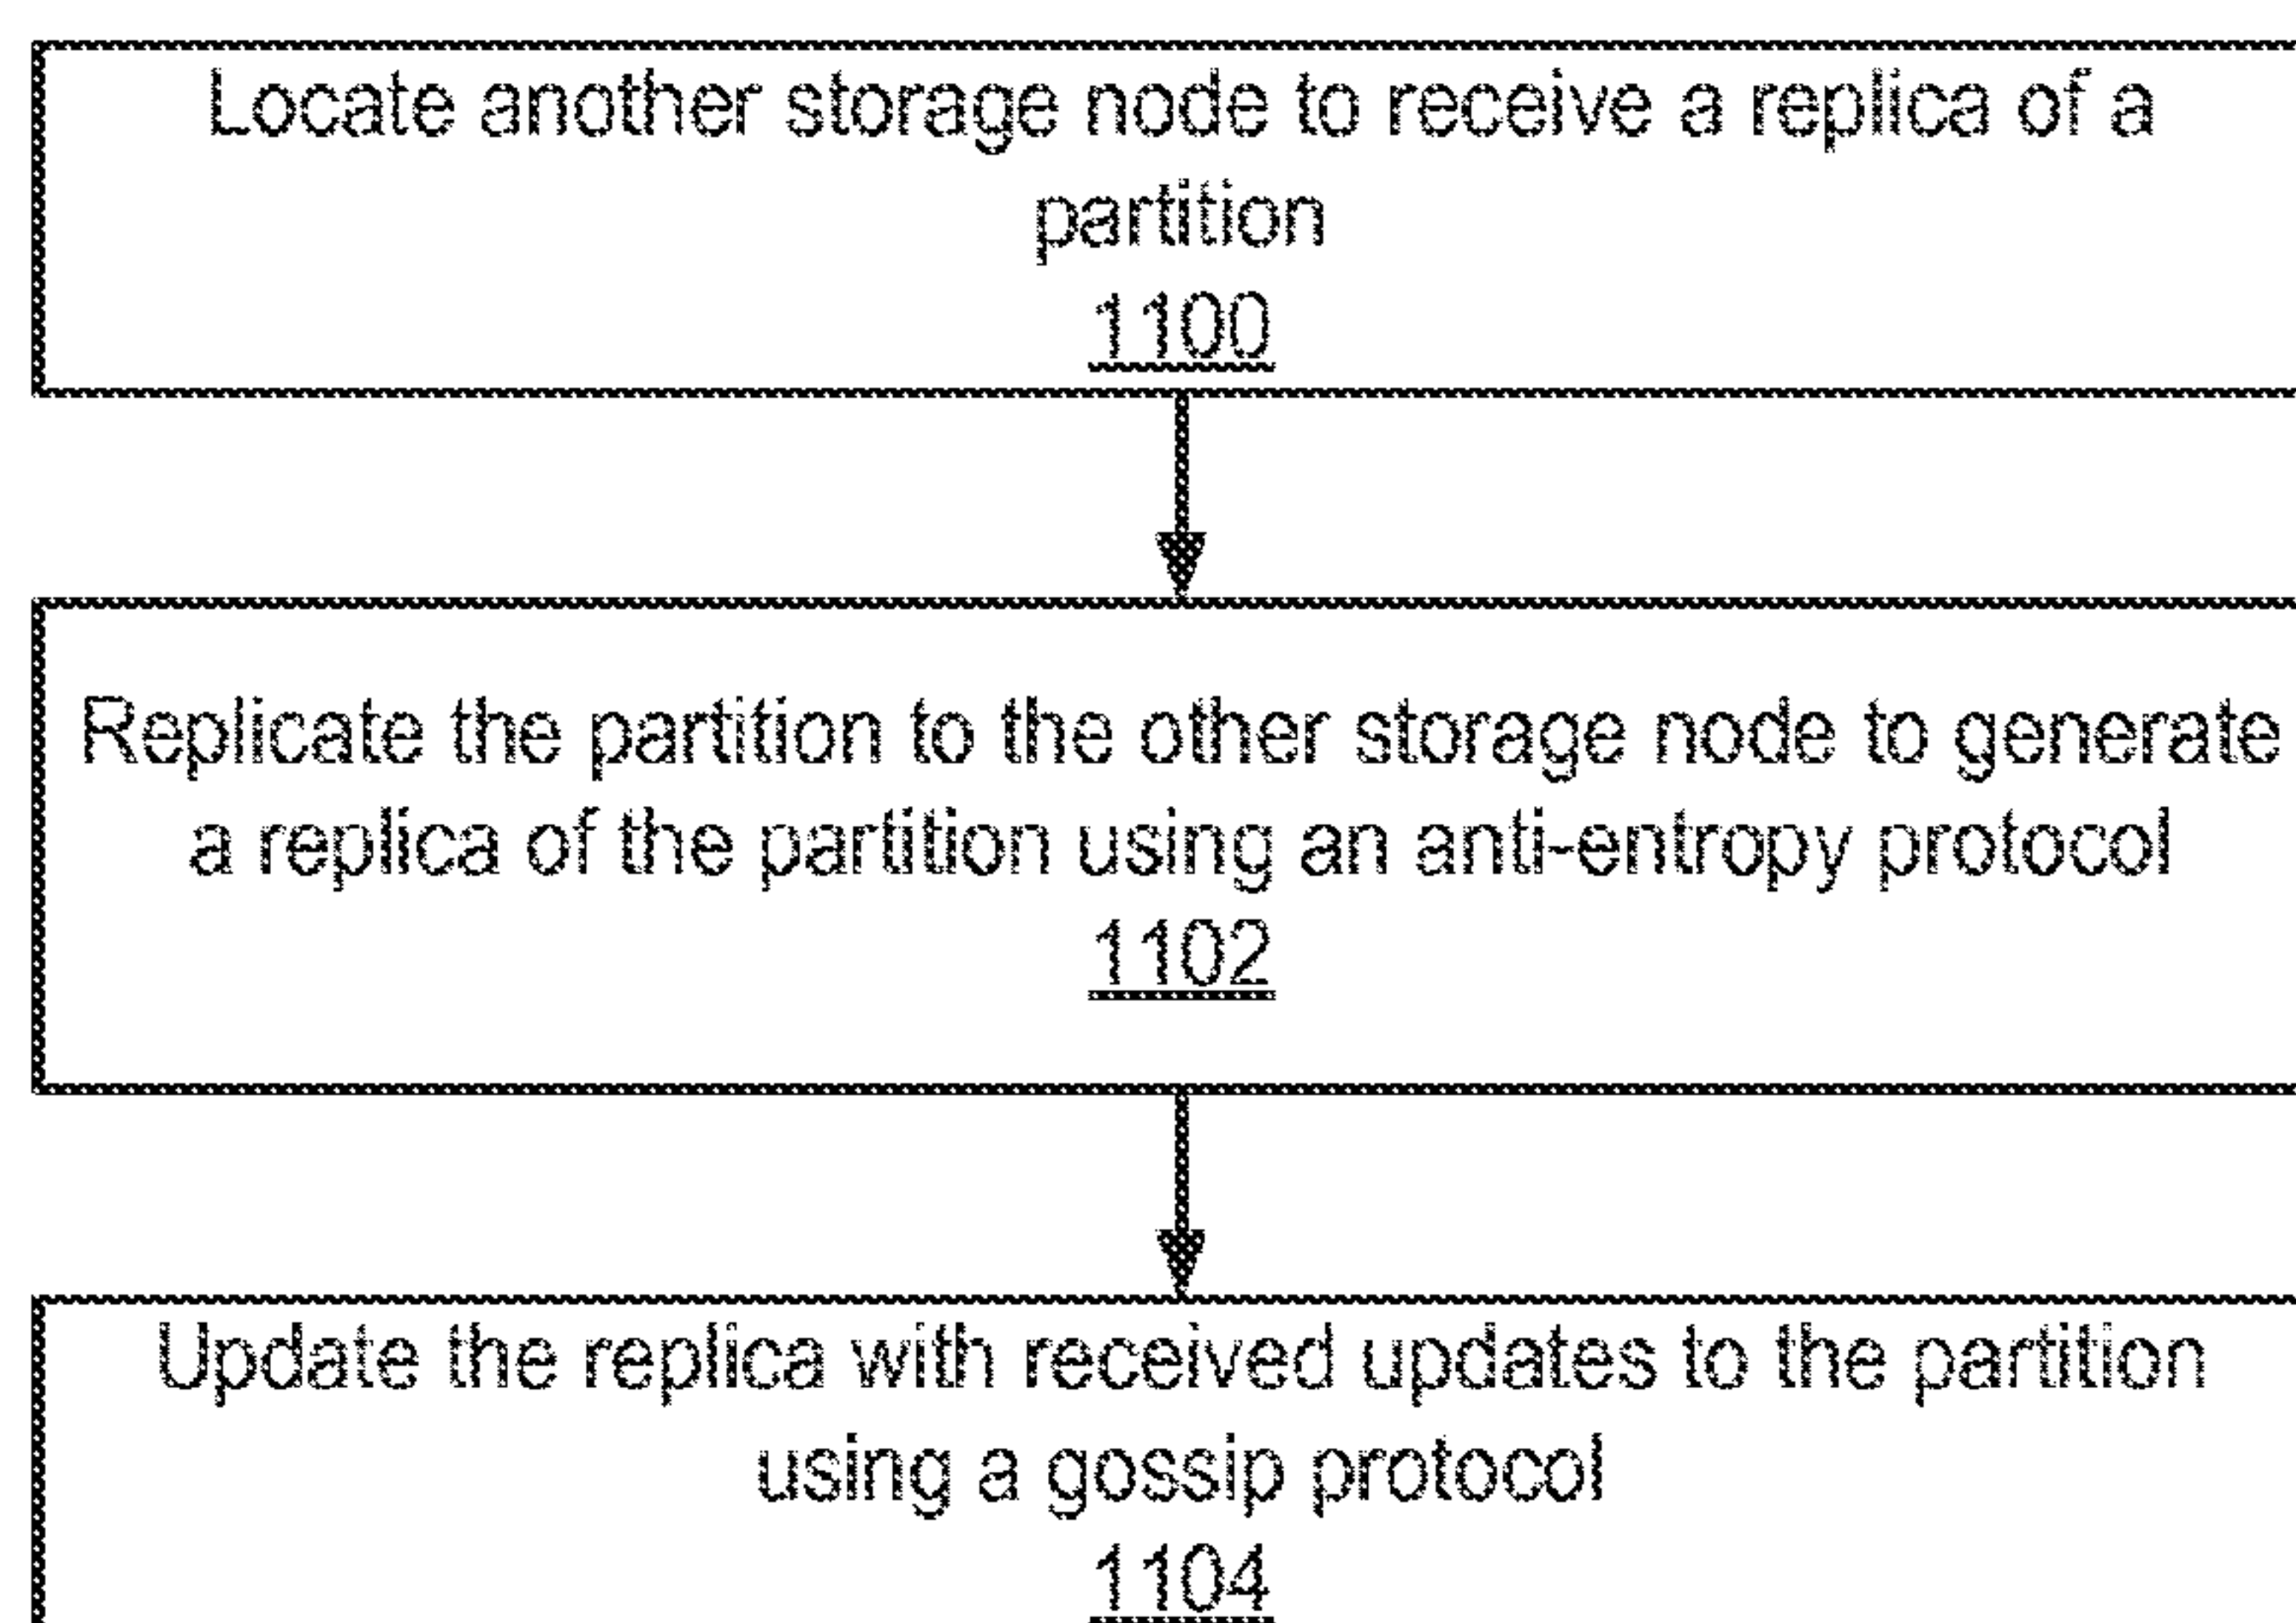 Locate another storage node to receive a replica of a
partition
1100
Replicate the partition to the other storage node to generate
a replica of the partition using an anti-entropy protocol
1102
Update the replica with received updates to the partition
using a gossip protocol
1104